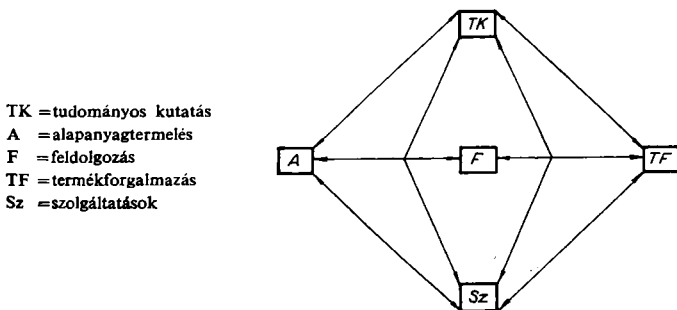 TK =tudományos kutatás
A =alapanyagtermelés
F =feldolgozás
TF =termékforgalmazás
Sz =szolgáltatások
TK
A
F
TF
Sz